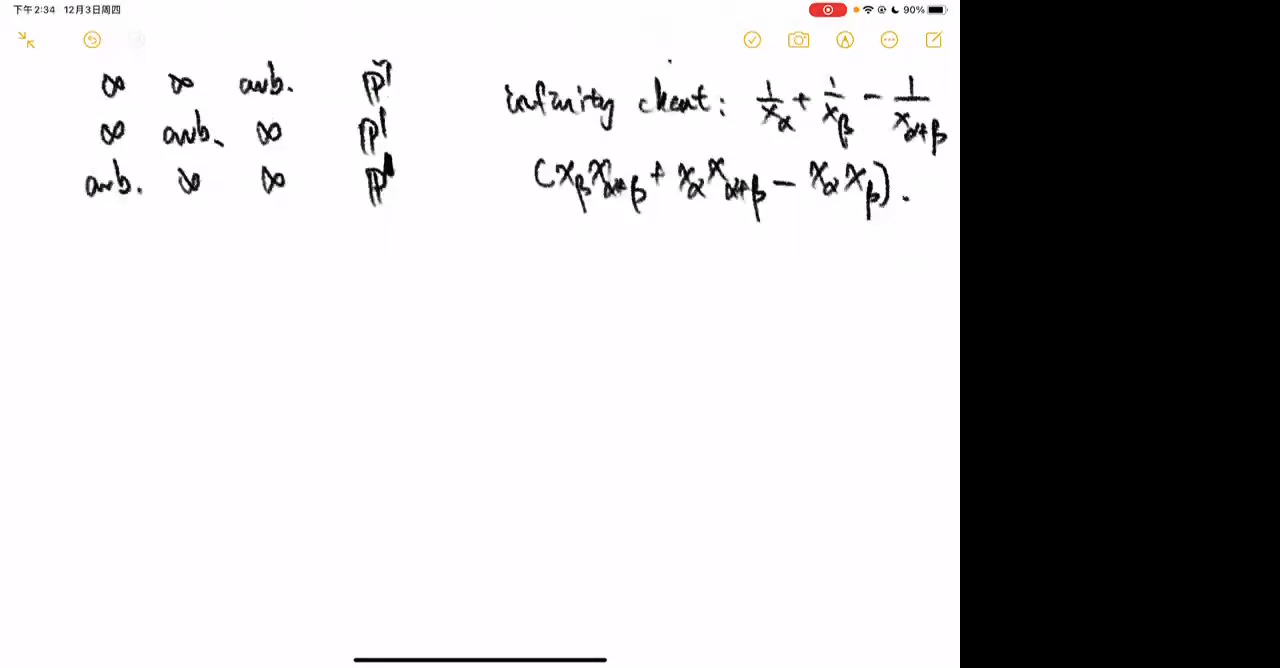 下午2:34 12月3日周四
90%
∞ ∞ arb. ℙ¹
∞ arb. ∞ ℙ¹
arb. ∞ ∞ ℙ¹
infinity chart: 1/x_α + 1/x_β − 1/x_{α+β}
(x_β x_{α+β} + x_α x_{α+β} − x_α x_β).